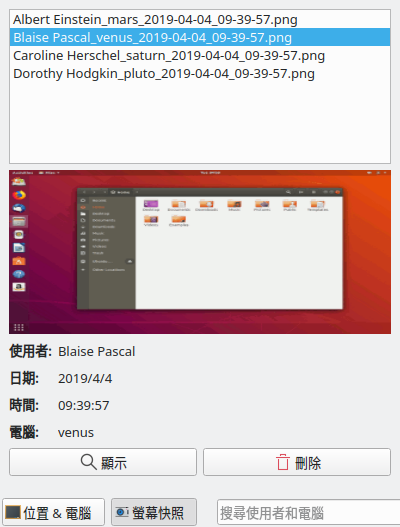 Albert Einstein_mars_2019-04-04_09-39-57.png
Blaise Pascal_venus_2019-04-04_09-39-57.png
Caroline Herschel_saturn_2019-04-04_09-39-57.png
Dorothy Hodgkin_pluto_2019-04-04_09-39-57.png
使用者: Blaise Pascal
日期: 2019/4/4
時間: 09:39:57
電腦: venus
顯示 刪除
位置 & 電腦 螢幕快照 搜尋使用者和電腦